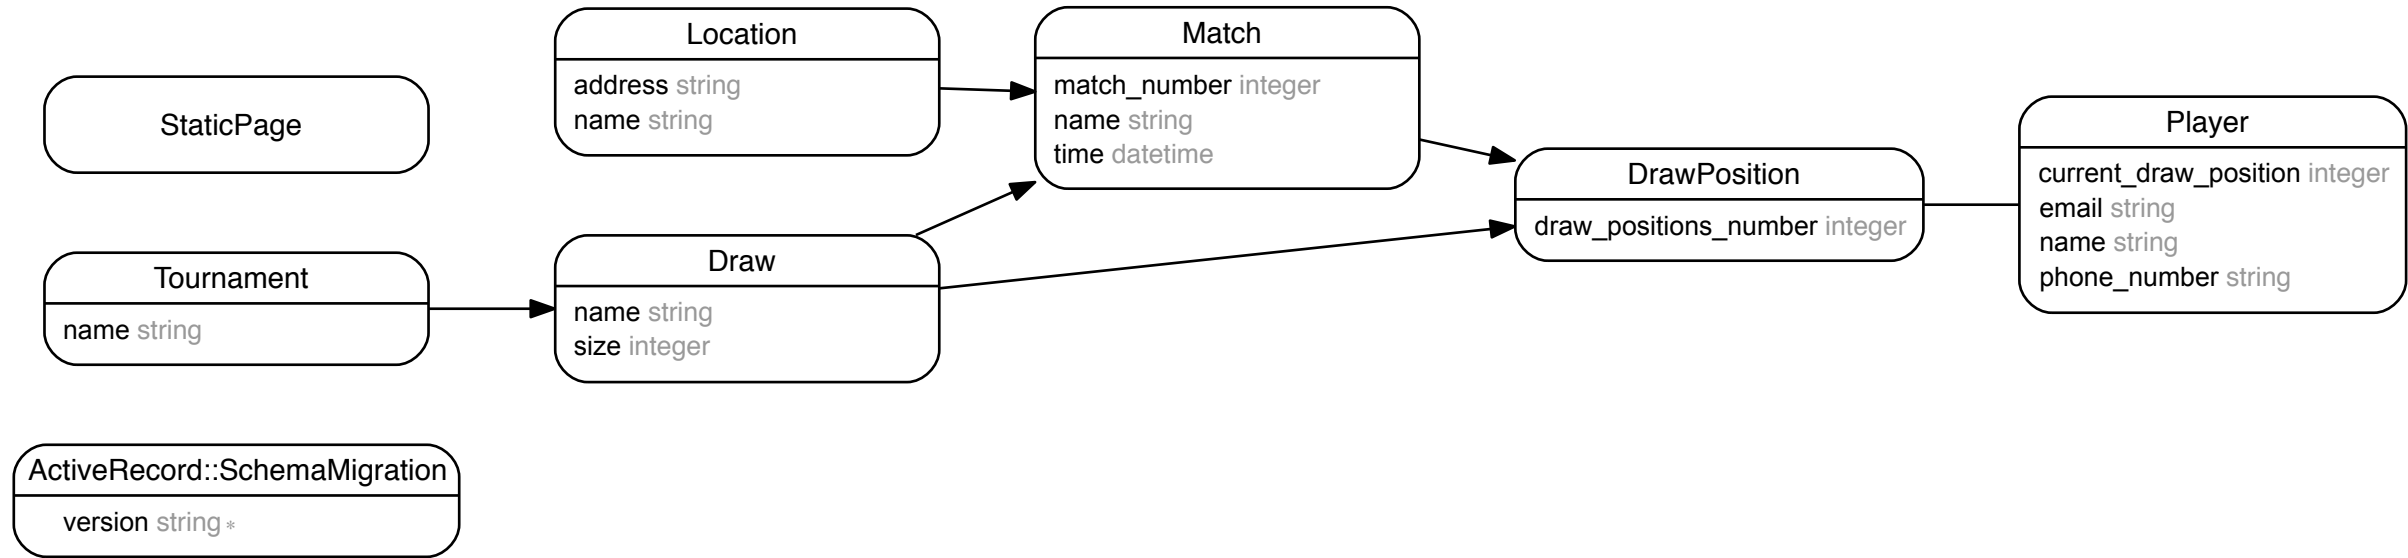 StaticPage
Location
address string
name string
Match
match_number integer
name string
time datetime
Tournament
name string
Draw
name string
size integer
DrawPosition
draw_positions_number integer
Player
current_draw_position integer
email string
name string
phone_number string
ActiveRecord::SchemaMigration
version string *